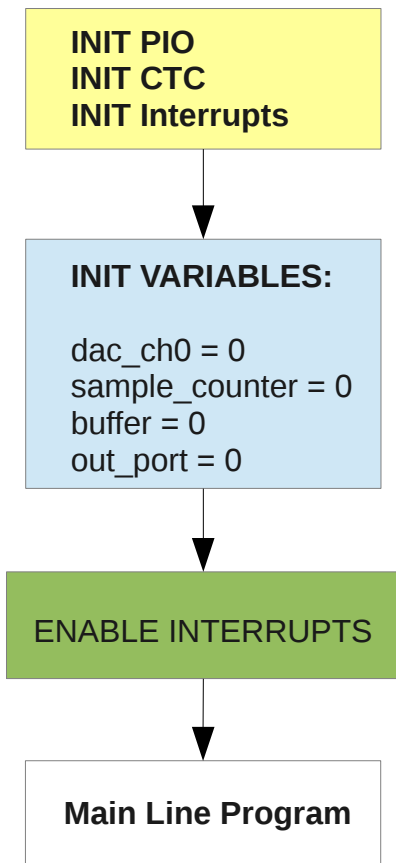 INIT PIO
INIT CTC
INIT Interrupts
INIT VARIABLES:
dac_ch0 = 0
sample_counter = 0
buffer = 0
out_port = 0
ENABLE INTERRUPTS
Main Line Program